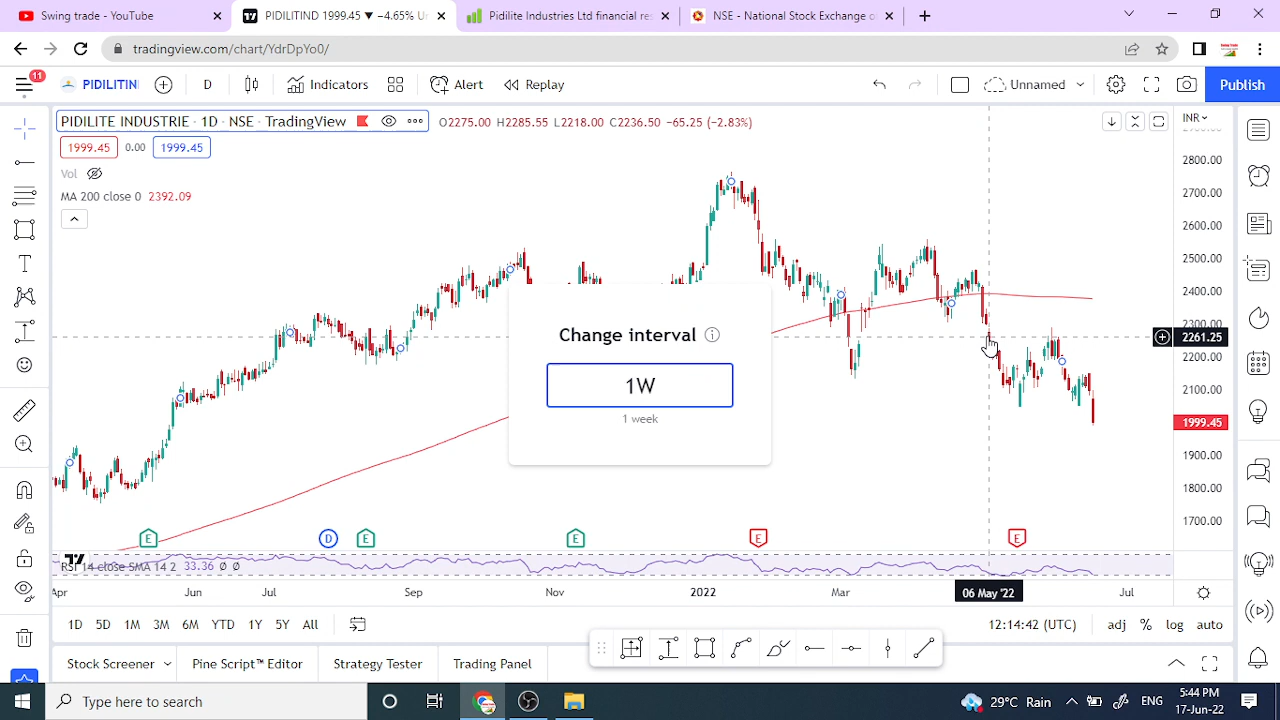 Swing trade
PIDILITIND 1999.45 ▼ −4.65% Un
Pidilite Industries Ltd financial res
NSE - National Stock Exchange o
tradingview.com/chart/YdrDpYo0/
11
PIDILITIN
D
Indicators
Alert
Replay
Unnamed
Publish
PIDILITE INDUSTRIE · 1D · NSE · TradingView
O2275.00 H2285.55 L2218.00 C2236.50 −65.25 (−2.83%)
INR
1999.45 0.00 1999.45
Vol
MA 200 close 0 2392.09
2800.00
2700.00
2600.00
2500.00
2400.00
2300.00
2261.25
2200.00
2100.00
1999.45
1900.00
1800.00
1700.00
Change interval
1W
1 week
E
D
E
E
E
E
RSI 14 close SMA 14 2 33.36 ø ø
Apr Jun Jul Sep Nov 2022 Mar 06 May '22 Jul
1D 5D 1M 3M 6M YTD 1Y 5Y All
12:14:42 (UTC) adj % log auto
Stock Screener Pine Script™ Editor Strategy Tester Trading Panel
Type here to search
29°C Rain
ENG
5:44 PM
17-Jun-22